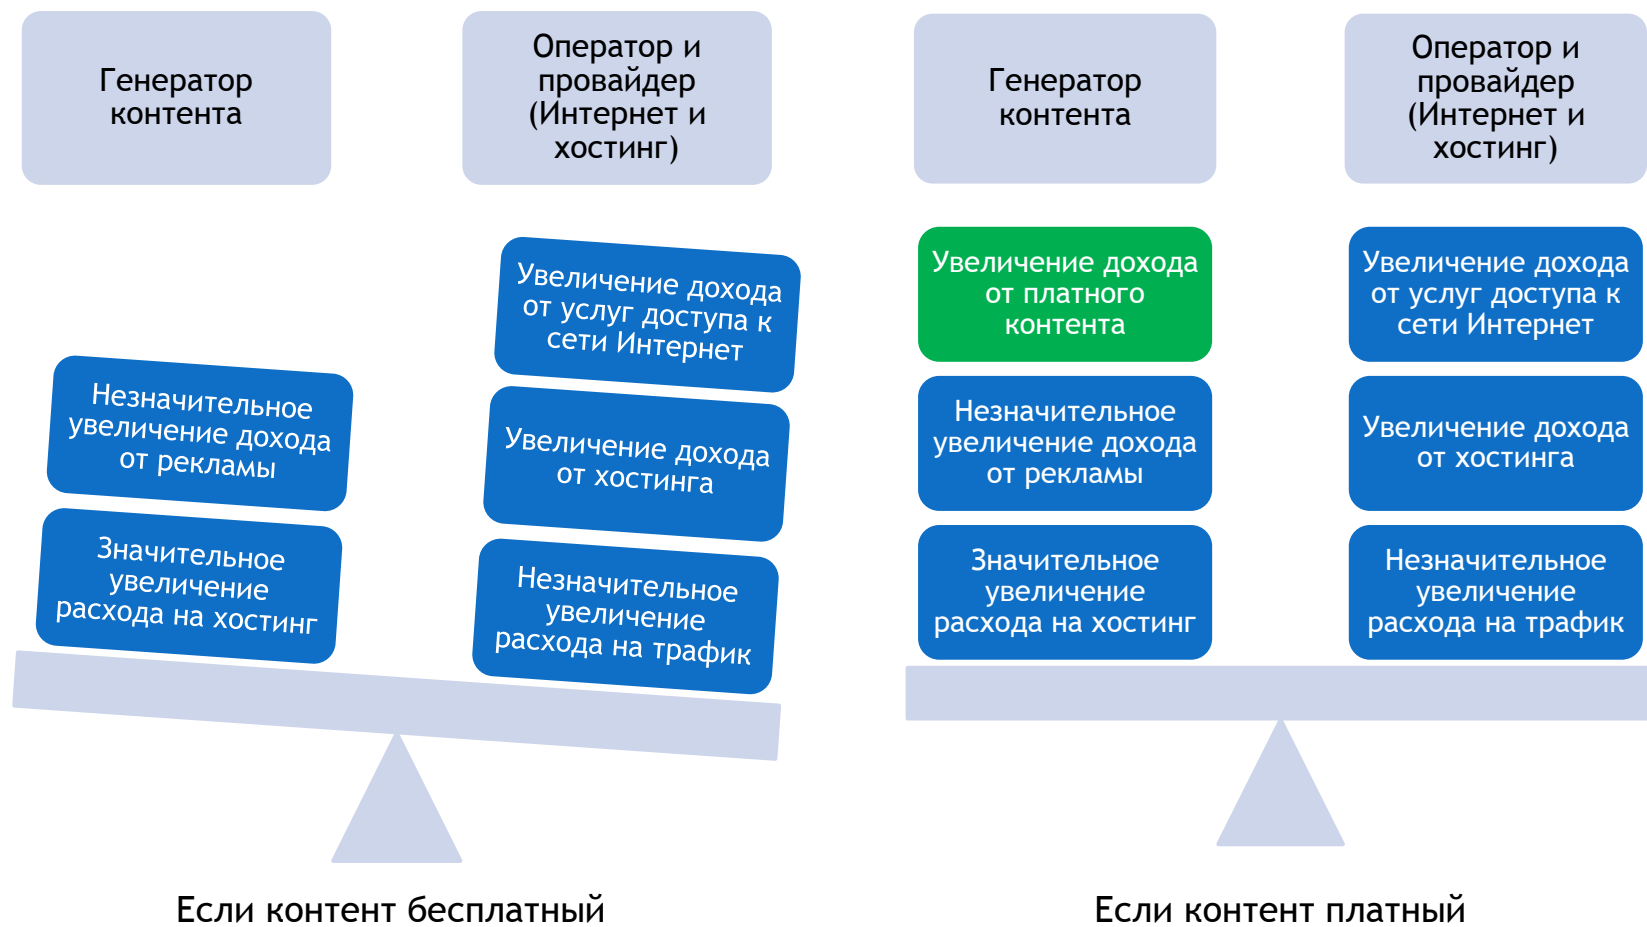 Генератор
контента
Оператор и
провайдер
(Интернет и
хостинг)
Незначительное
увеличение дохода
от рекламы
Значительное
увеличение
расхода на хостинг
Увеличение дохода
от услуг доступа к
сети Интернет
Увеличение дохода
от хостинга
Незначительное
увеличение
расхода на трафик
Если контент бесплатный
Генератор
контента
Оператор и
провайдер
(Интернет и
хостинг)
Увеличение дохода
от платного
контента
Незначительное
увеличение дохода
от рекламы
Значительное
увеличение
расхода на хостинг
Увеличение дохода
от услуг доступа к
сети Интернет
Увеличение дохода
от хостинга
Незначительное
увеличение
расхода на трафик
Если контент платный